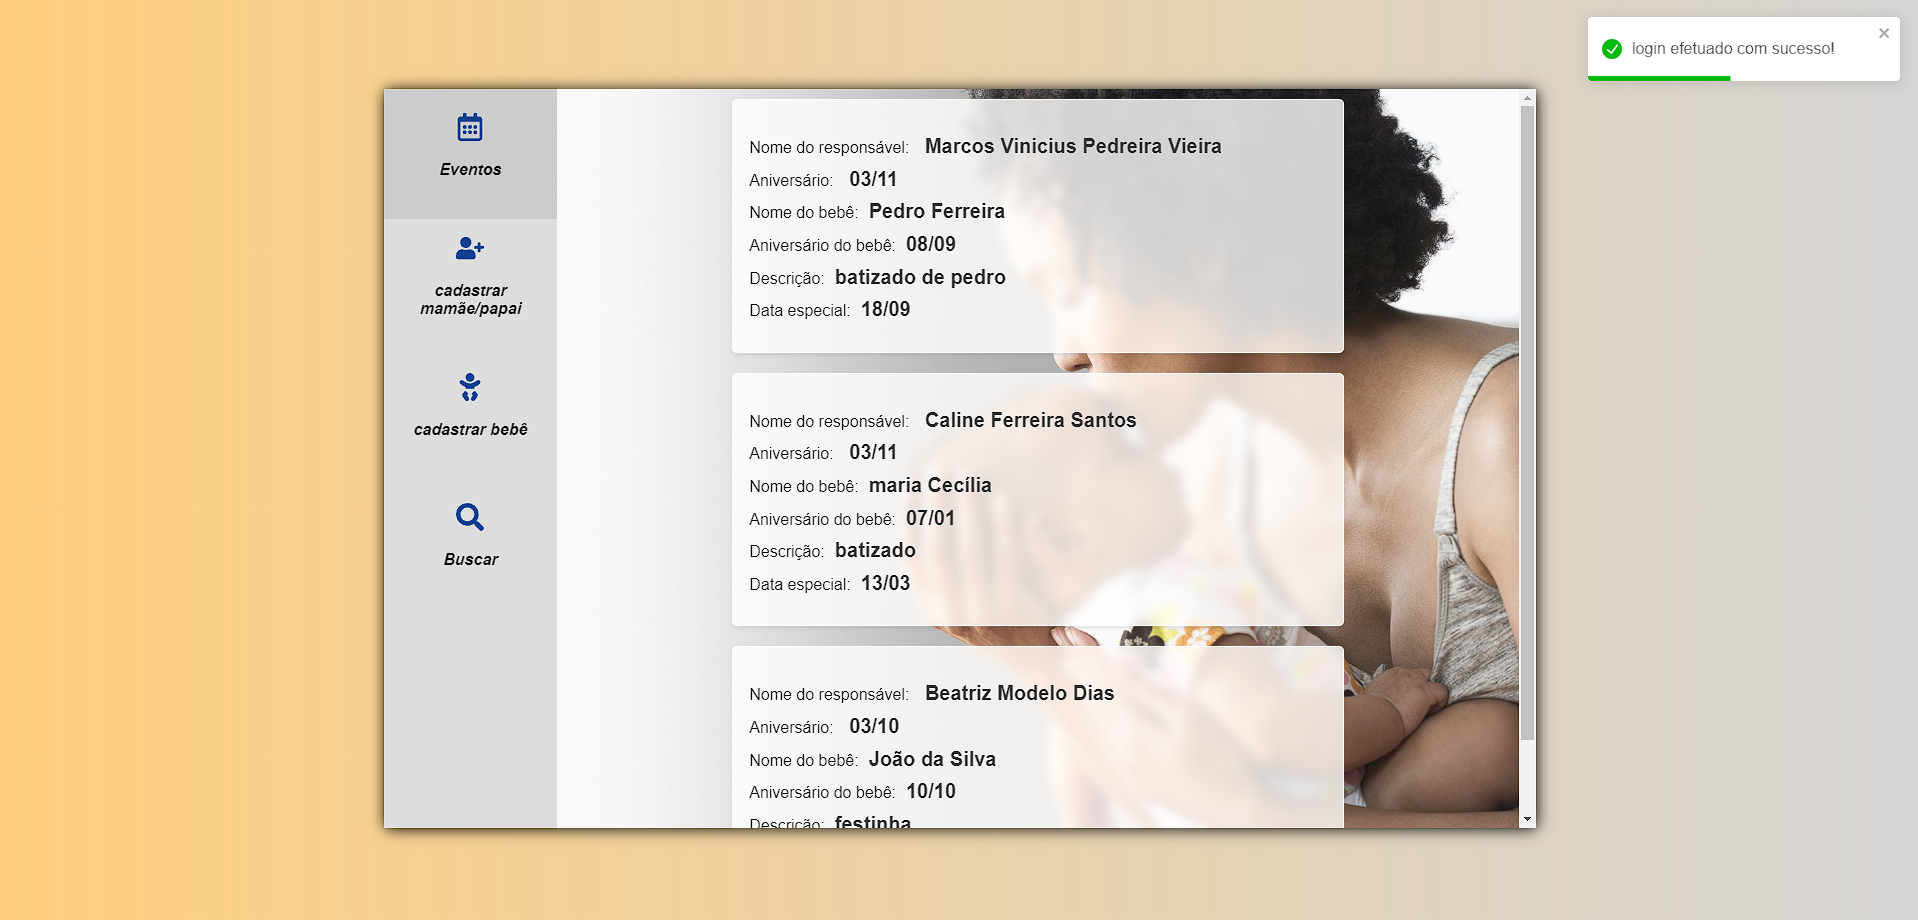 login efetuado com sucesso!
Eventos
cadastrar
mamãe/papai
cadastrar bebê
Buscar
Nome do responsável: Marcos Vinicius Pedreira Vieira
Aniversário: 03/11
Nome do bebê: Pedro Ferreira
Aniversário do bebê: 08/09
Descrição: batizado de pedro
Data especial: 18/09
Nome do responsável: Caline Ferreira Santos
Aniversário: 03/11
Nome do bebê: maria Cecília
Aniversário do bebê: 07/01
Descrição: batizado
Data especial: 13/03
Nome do responsável: Beatriz Modelo Dias
Aniversário: 03/10
Nome do bebê: João da Silva
Aniversário do bebê: 10/10
Descrição: festinha